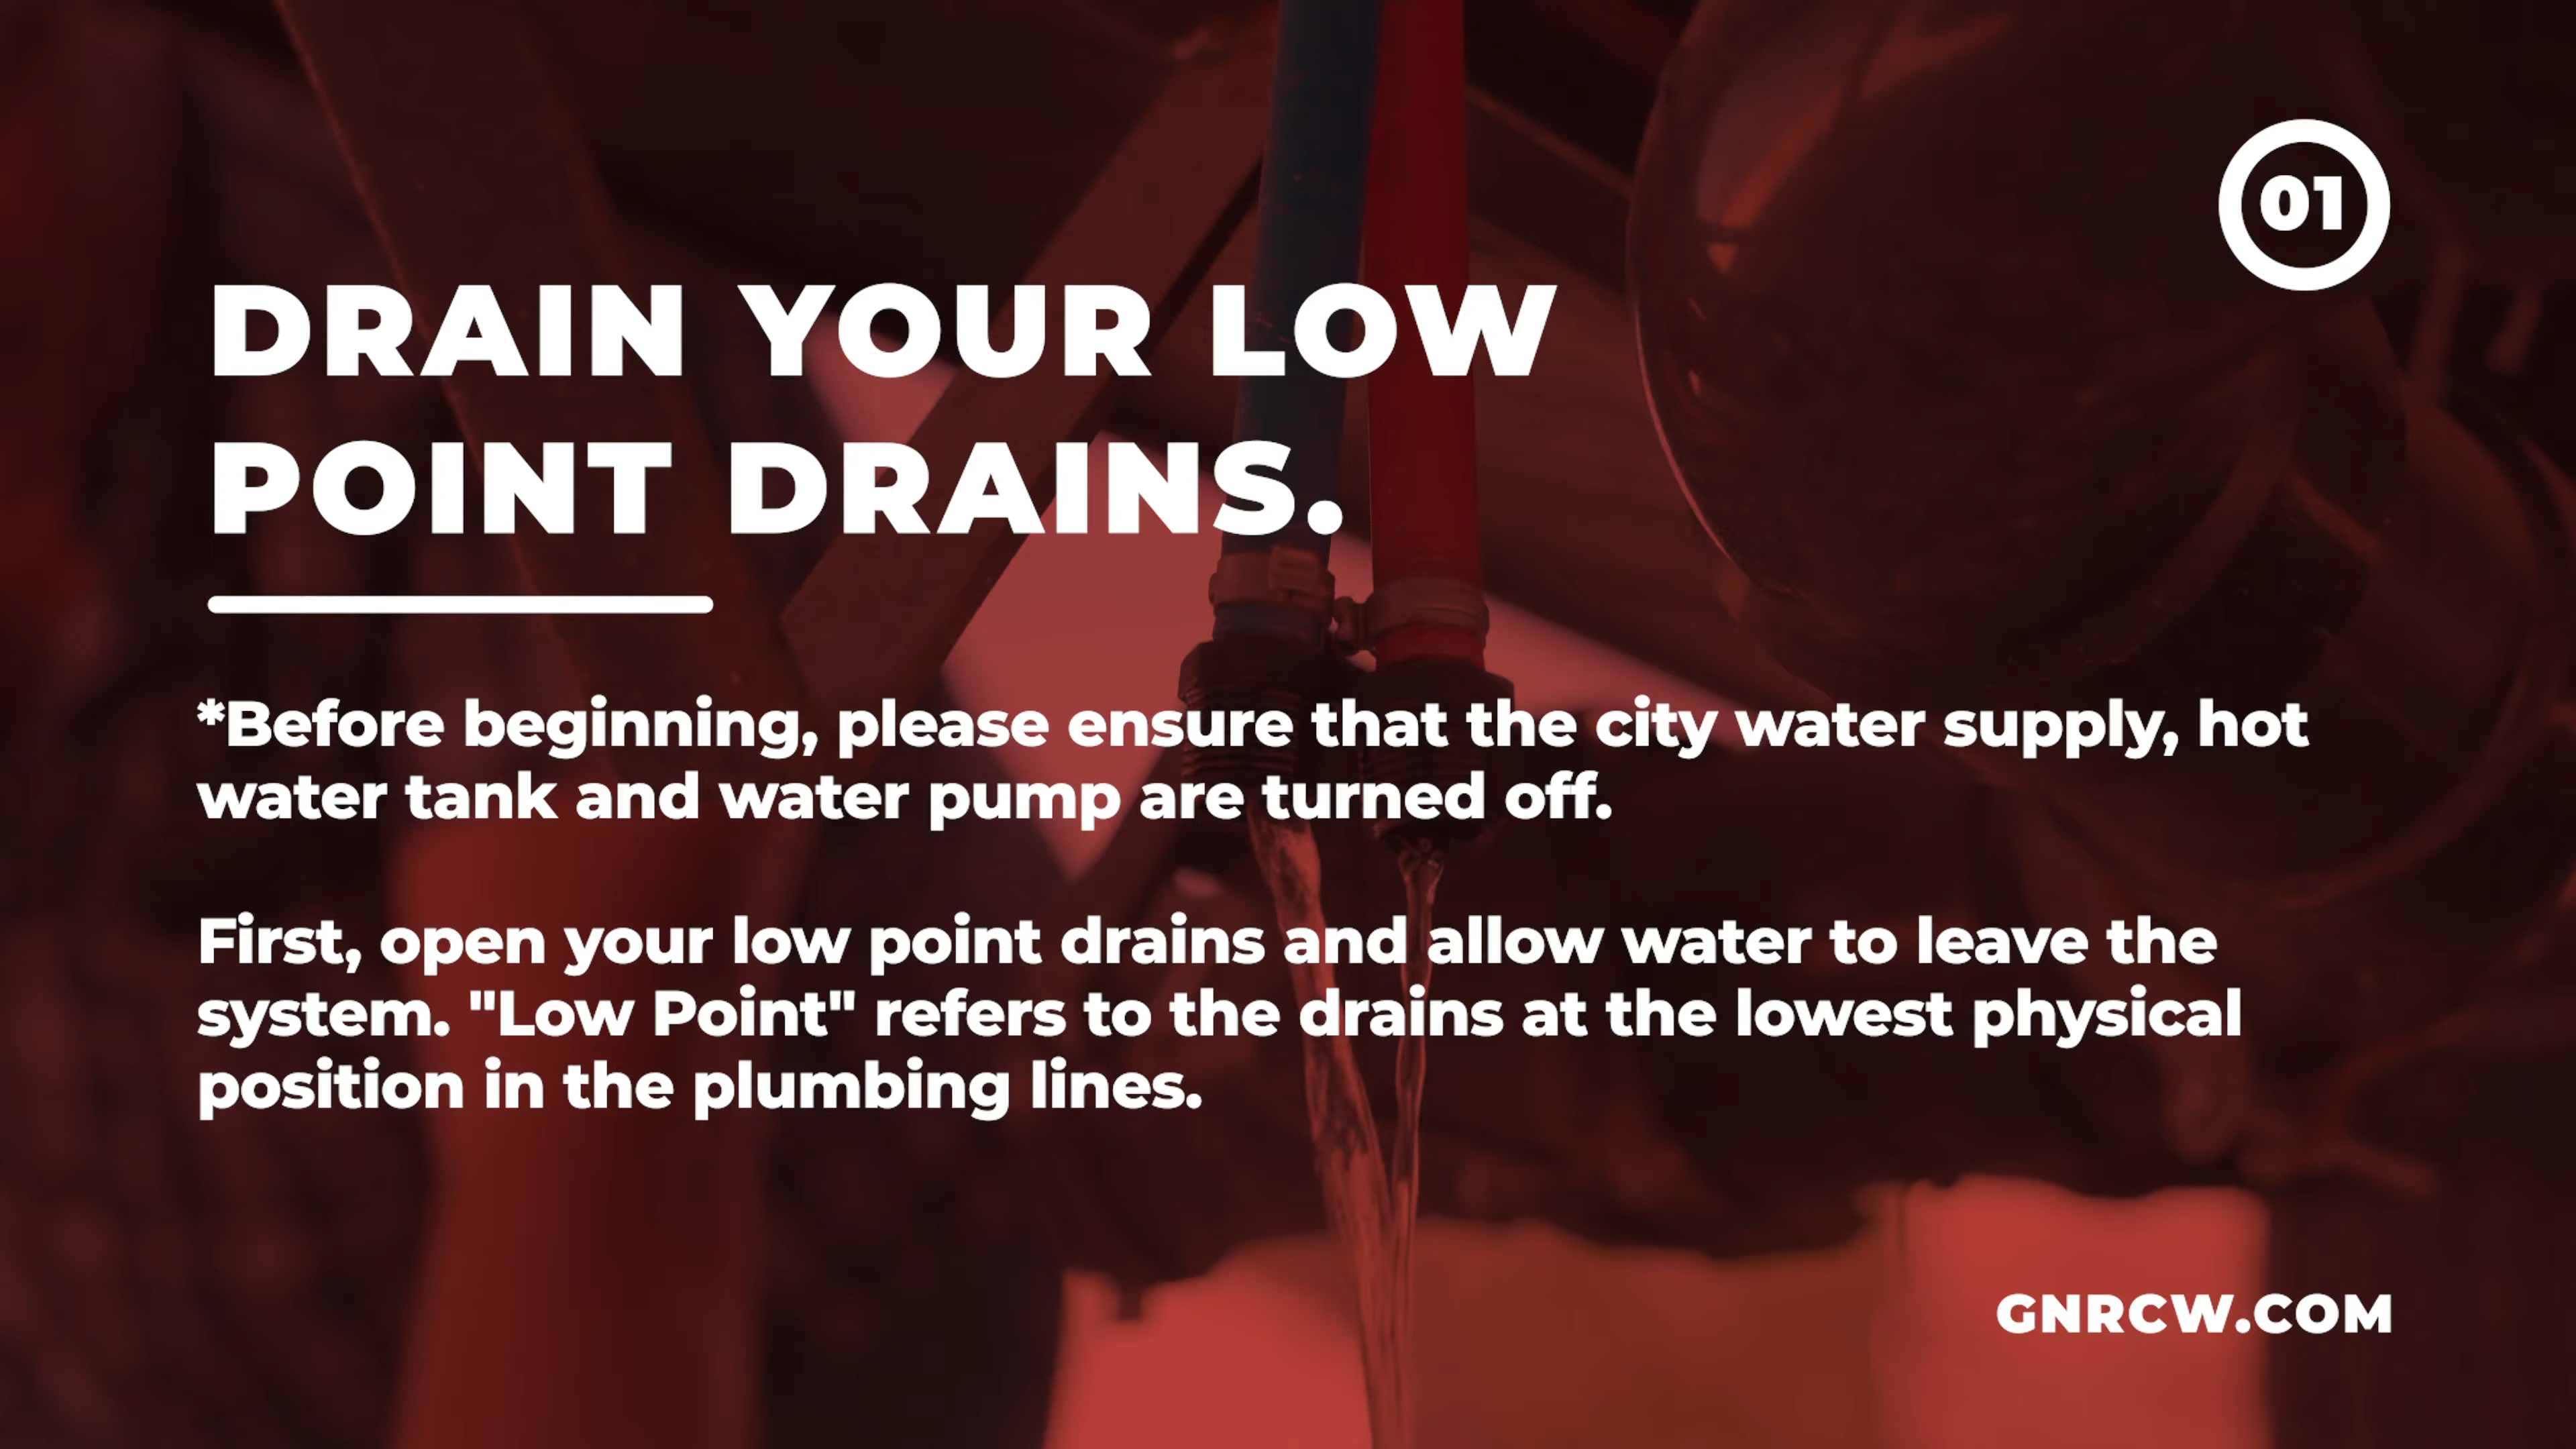 01
DRAIN YOUR LOW
POINT DRAINS.
*Before beginning, please ensure that the city water supply, hot
water tank and water pump are turned off.
First, open your low point drains and allow water to leave the
system. "Low Point" refers to the drains at the lowest physical
position in the plumbing lines.
GNRCW.COM